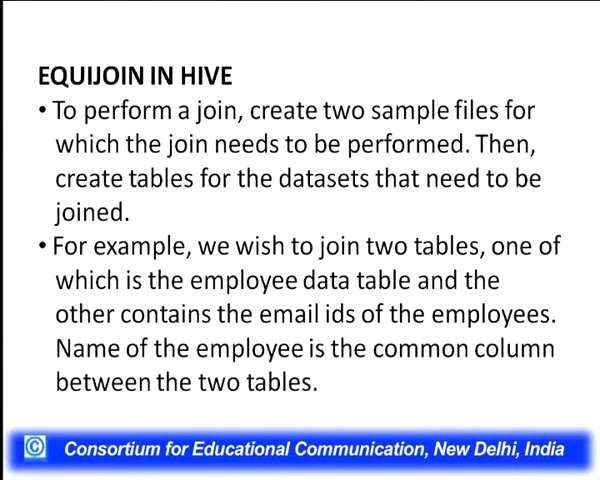 EQUIJOIN IN HIVE
• To perform a join, create two sample files for
which the join needs to be performed. Then,
create tables for the datasets that need to be
joined.
• For example, we wish to join two tables, one of
which is the employee data table and the
other contains the email ids of the employees.
Name of the employee is the common column
between the two tables.
© Consortium for Educational Communication, New Delhi, India